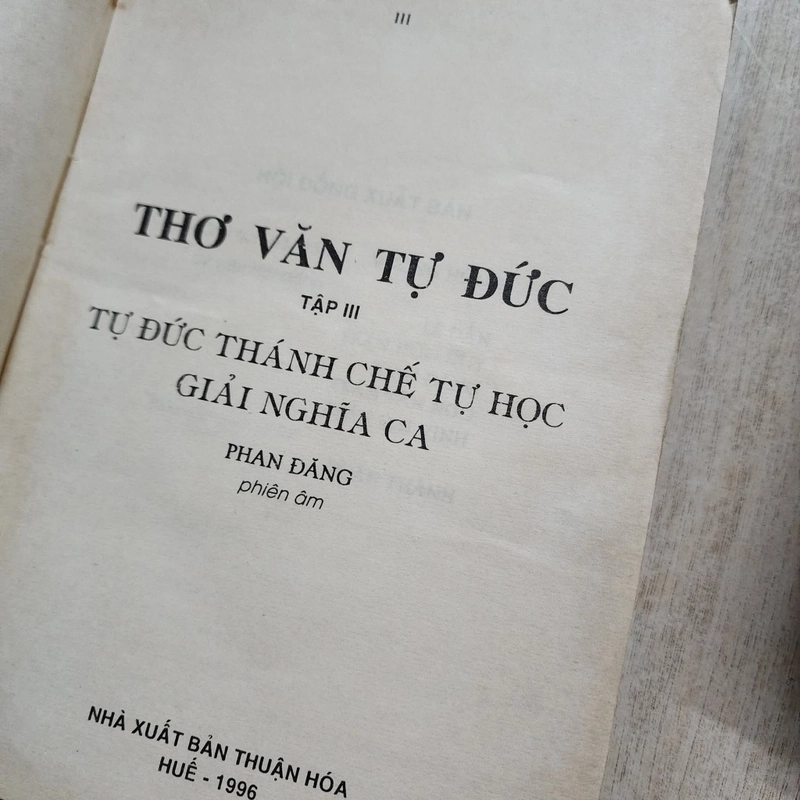 III
THƠ VĂN TỰ ĐỨC
TẬP III
TỰ ĐỨC THÁNH CHẾ TỰ HỌC
GIẢI NGHĨA CA
PHAN ĐĂNG
phiên âm
NHÀ XUẤT BẢN THUẬN HÓA
HUẾ - 1996